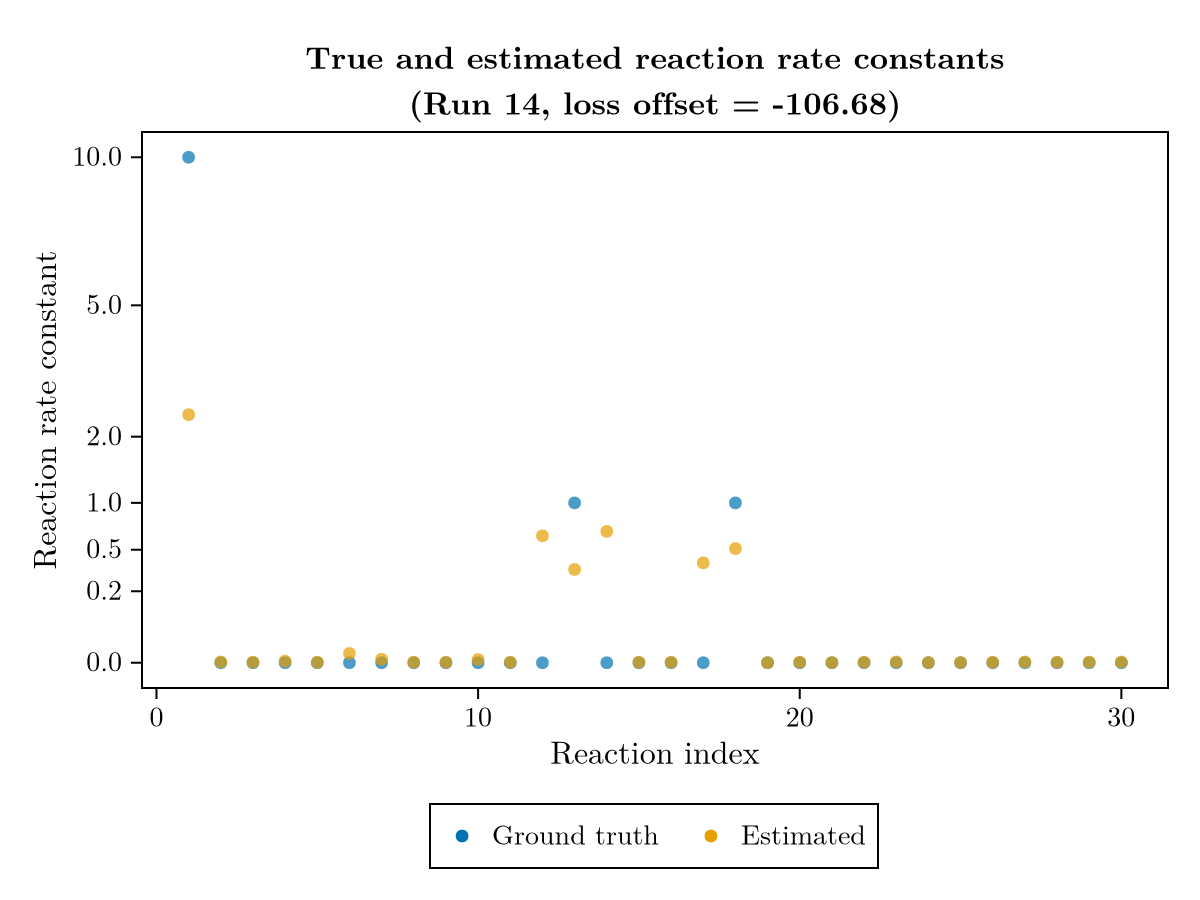 True and estimated reaction rate constants
(Run 14, loss offset = -106.68)
Reaction rate constant
10.0
5.0
2.0
1.0
0.5
0.2
0.0
0 10 20 30
Reaction index
Ground truth Estimated